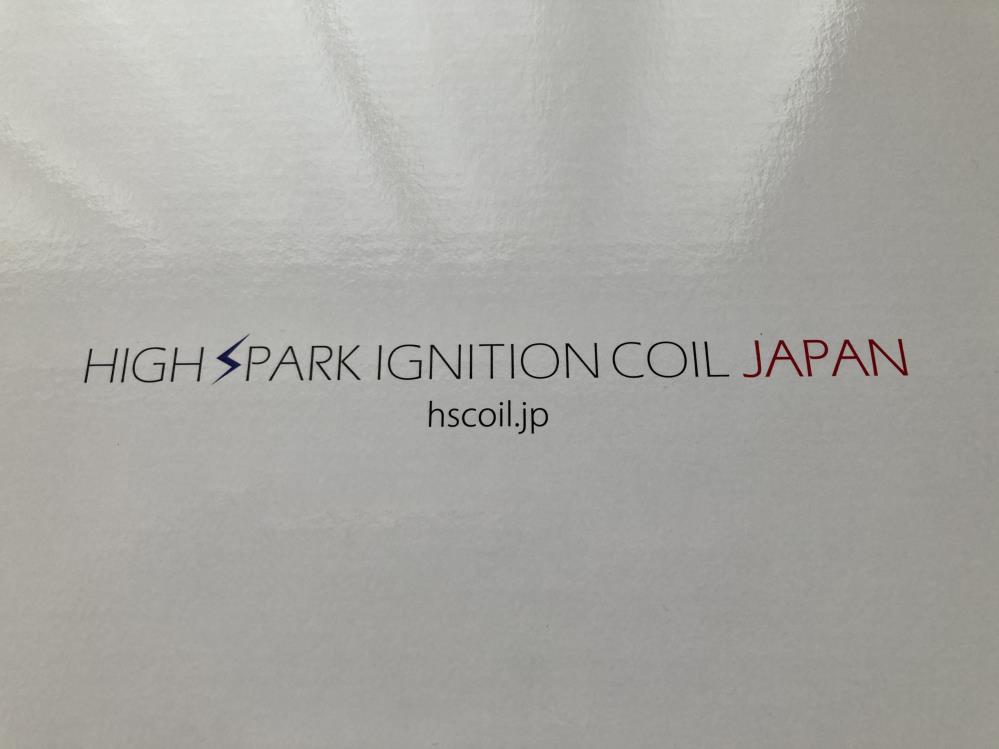 HIGH SPARK IGNITION COIL JAPAN
hscoil.jp